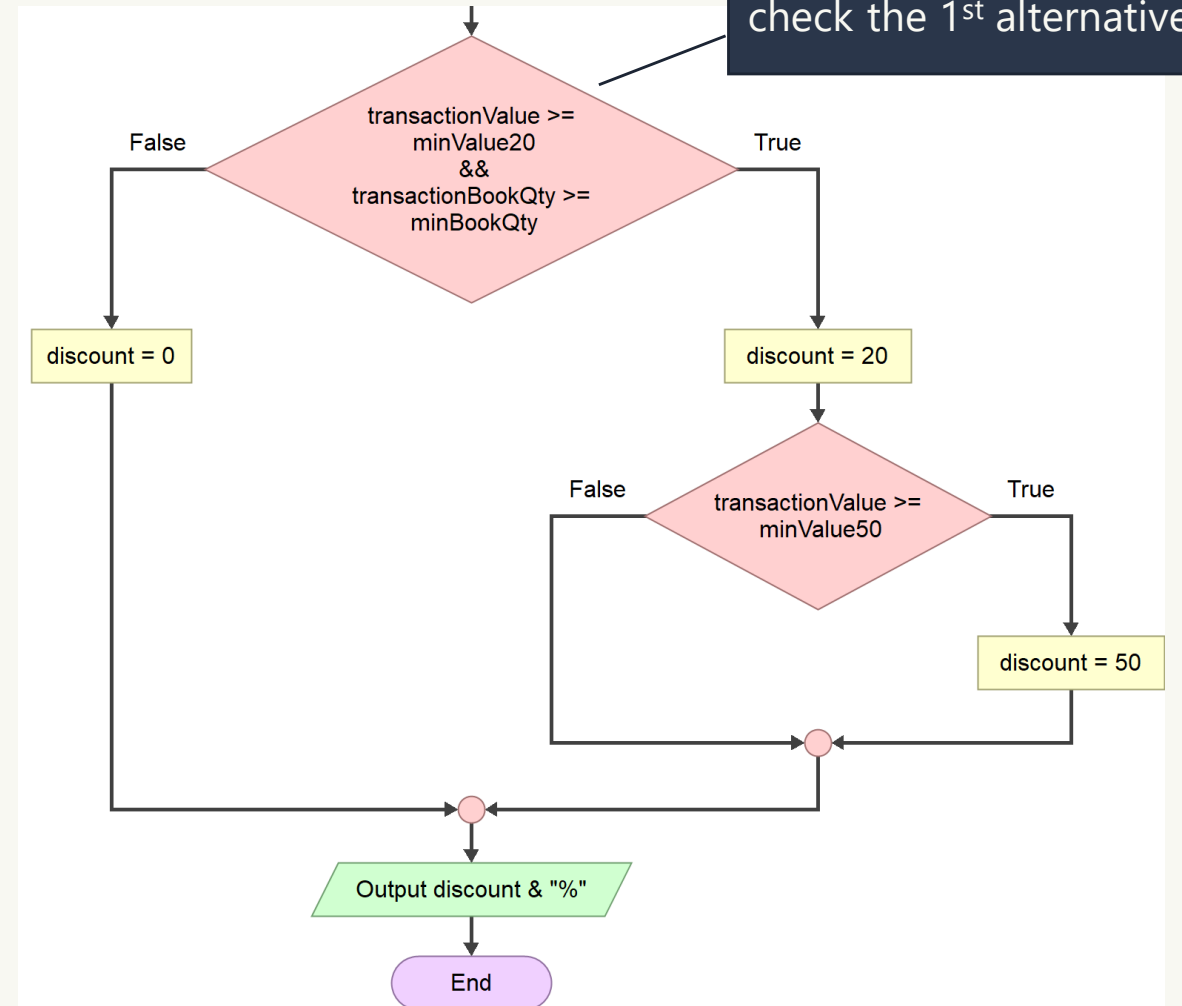 check the 1st alternative
transactionValue >=
minValue20
&&
transactionBookQty >=
minBookQty
False
True
discount = 0
discount = 20
transactionValue >=
minValue50
False
True
discount = 50
Output discount & "%"
End